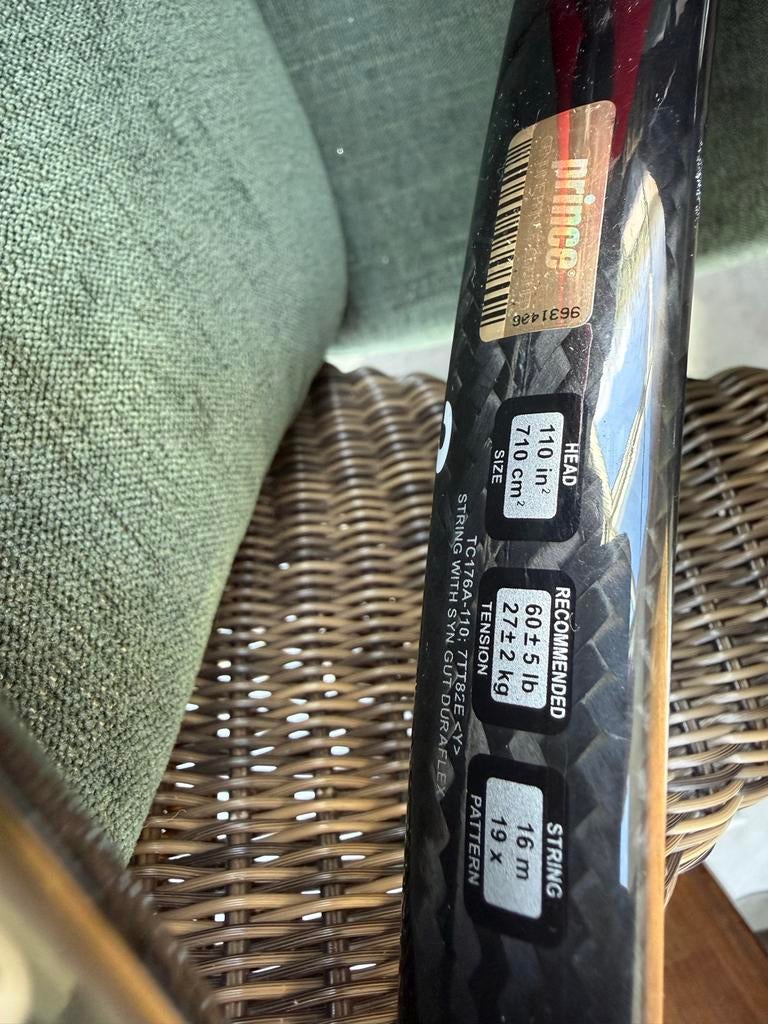 prince
9631496
HEAD
110 in²
710 cm²
SIZE
RECOMMENDED
60±5 lb
27±2 kg
TENSION
TC176A-110; 7TT82E <Y>
STRING WITH SYN. GUT DURAFLEX
STRING
16 m
19 x
PATTERN